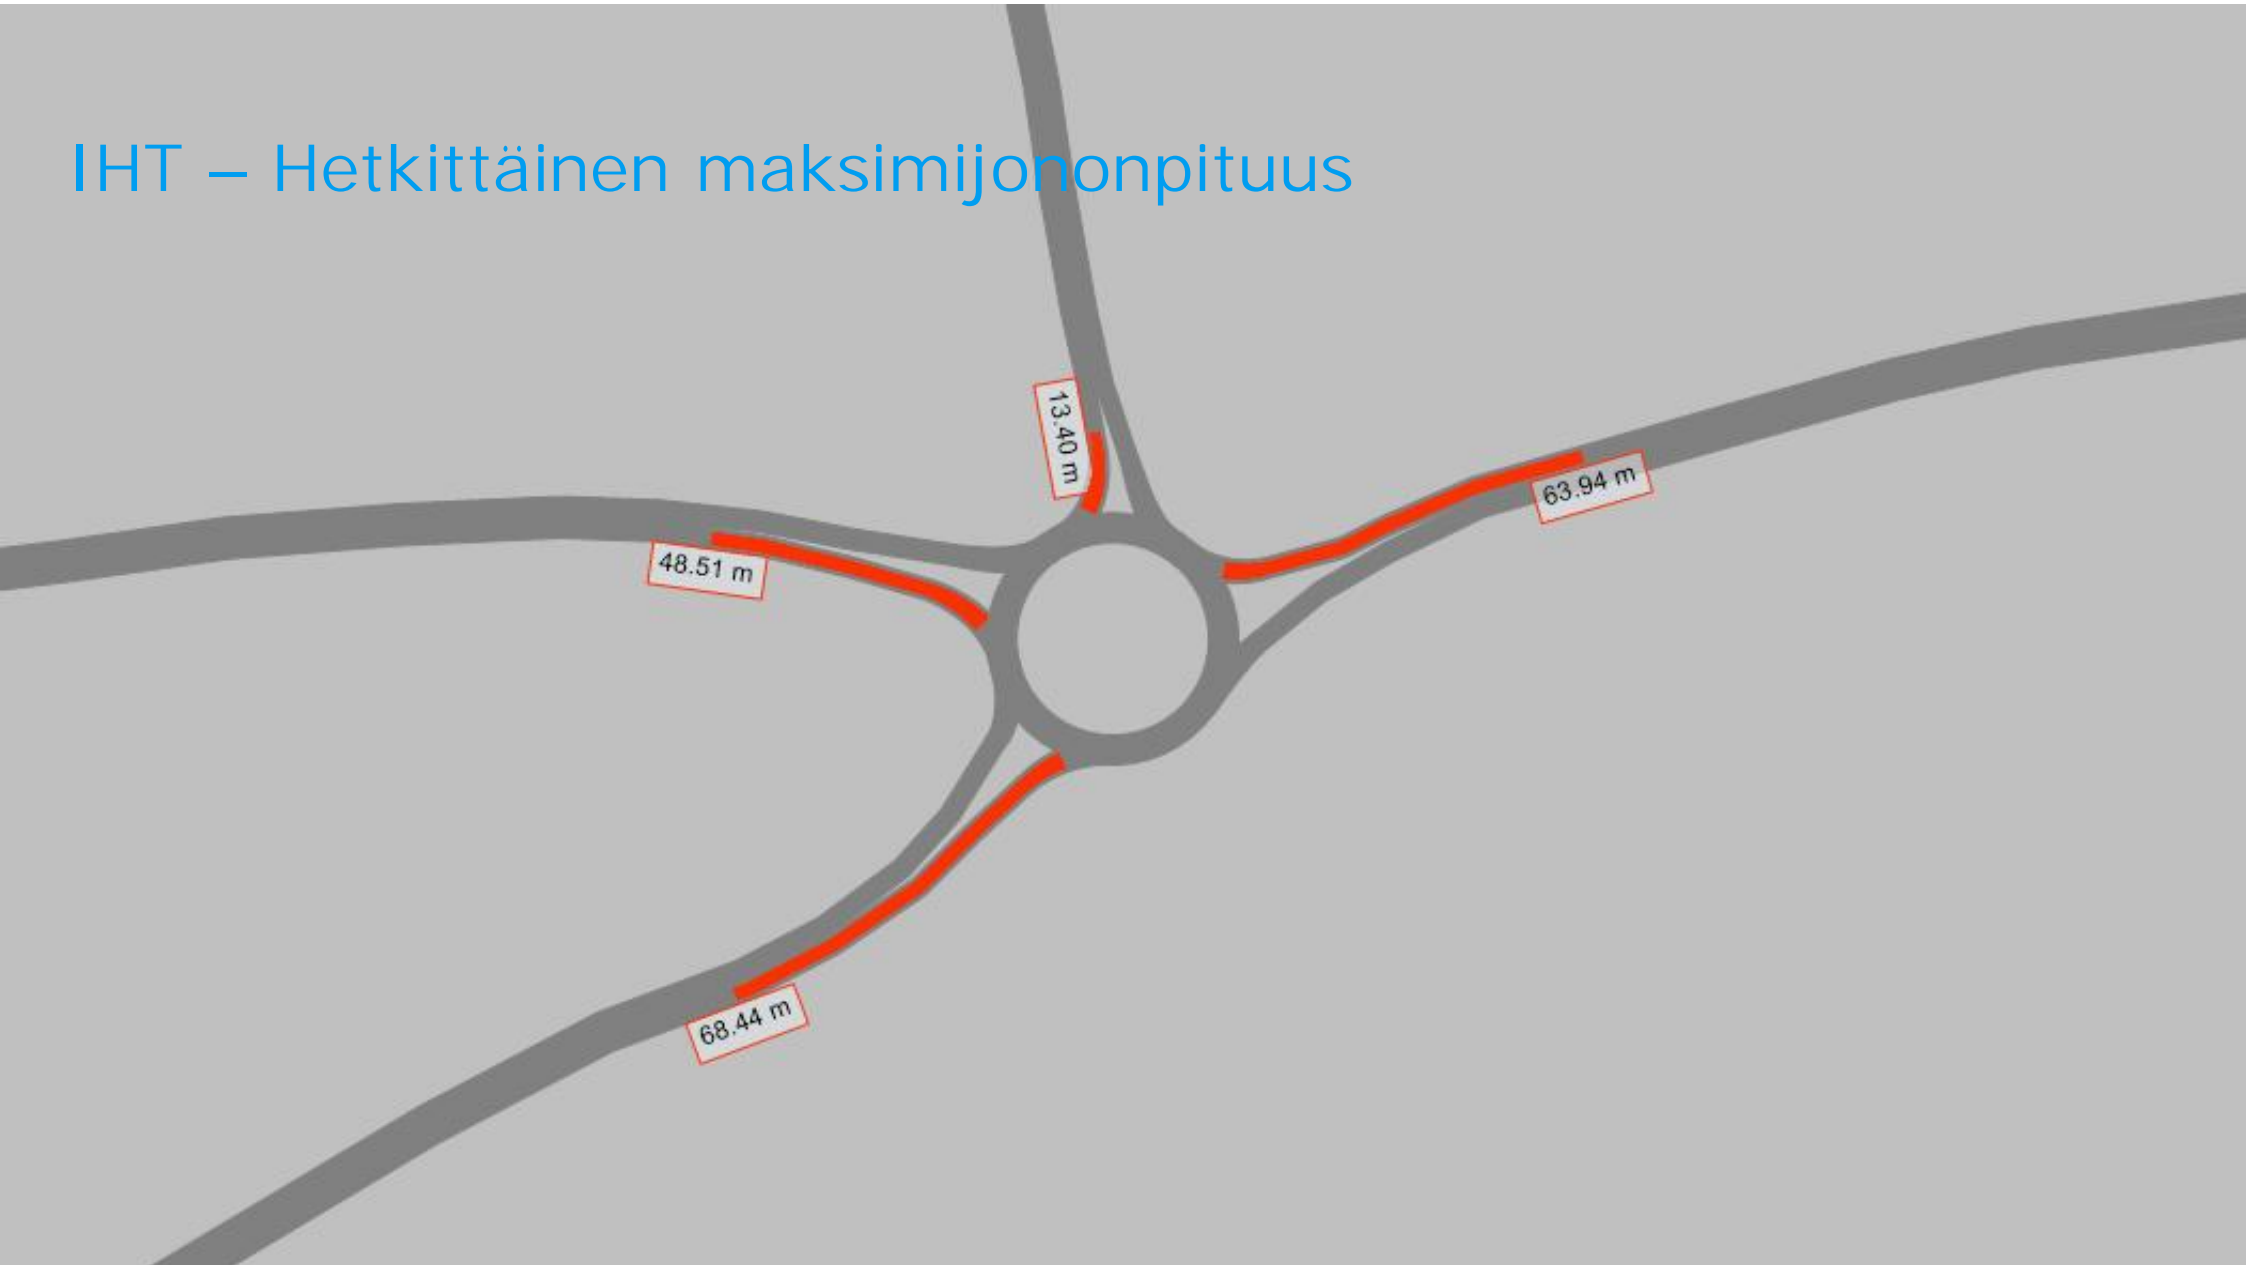 IHT – Hetkittäinen maksimijononpituus
13.40 m
63.94 m
48.51 m
68.44 m